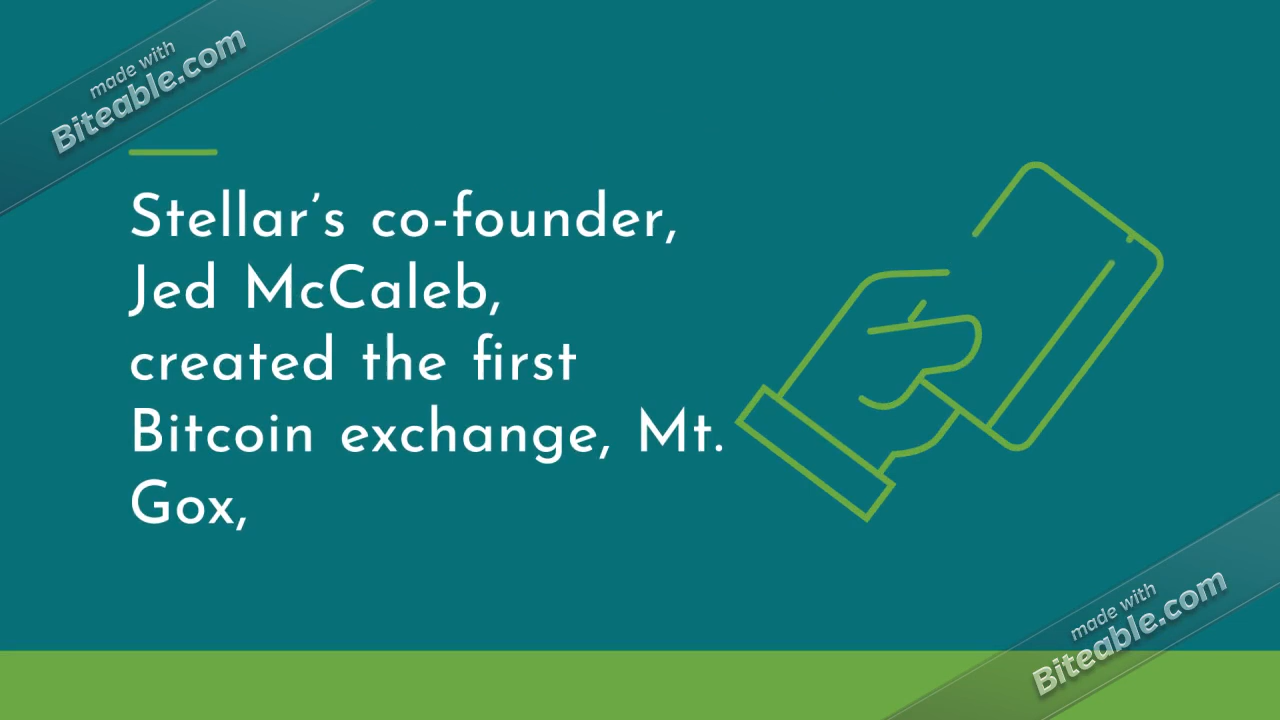 made with
Biteable.com
Stellar’s co-founder,
Jed McCaleb,
created the first
Bitcoin exchange, Mt.
Gox,
made with
Biteable.com